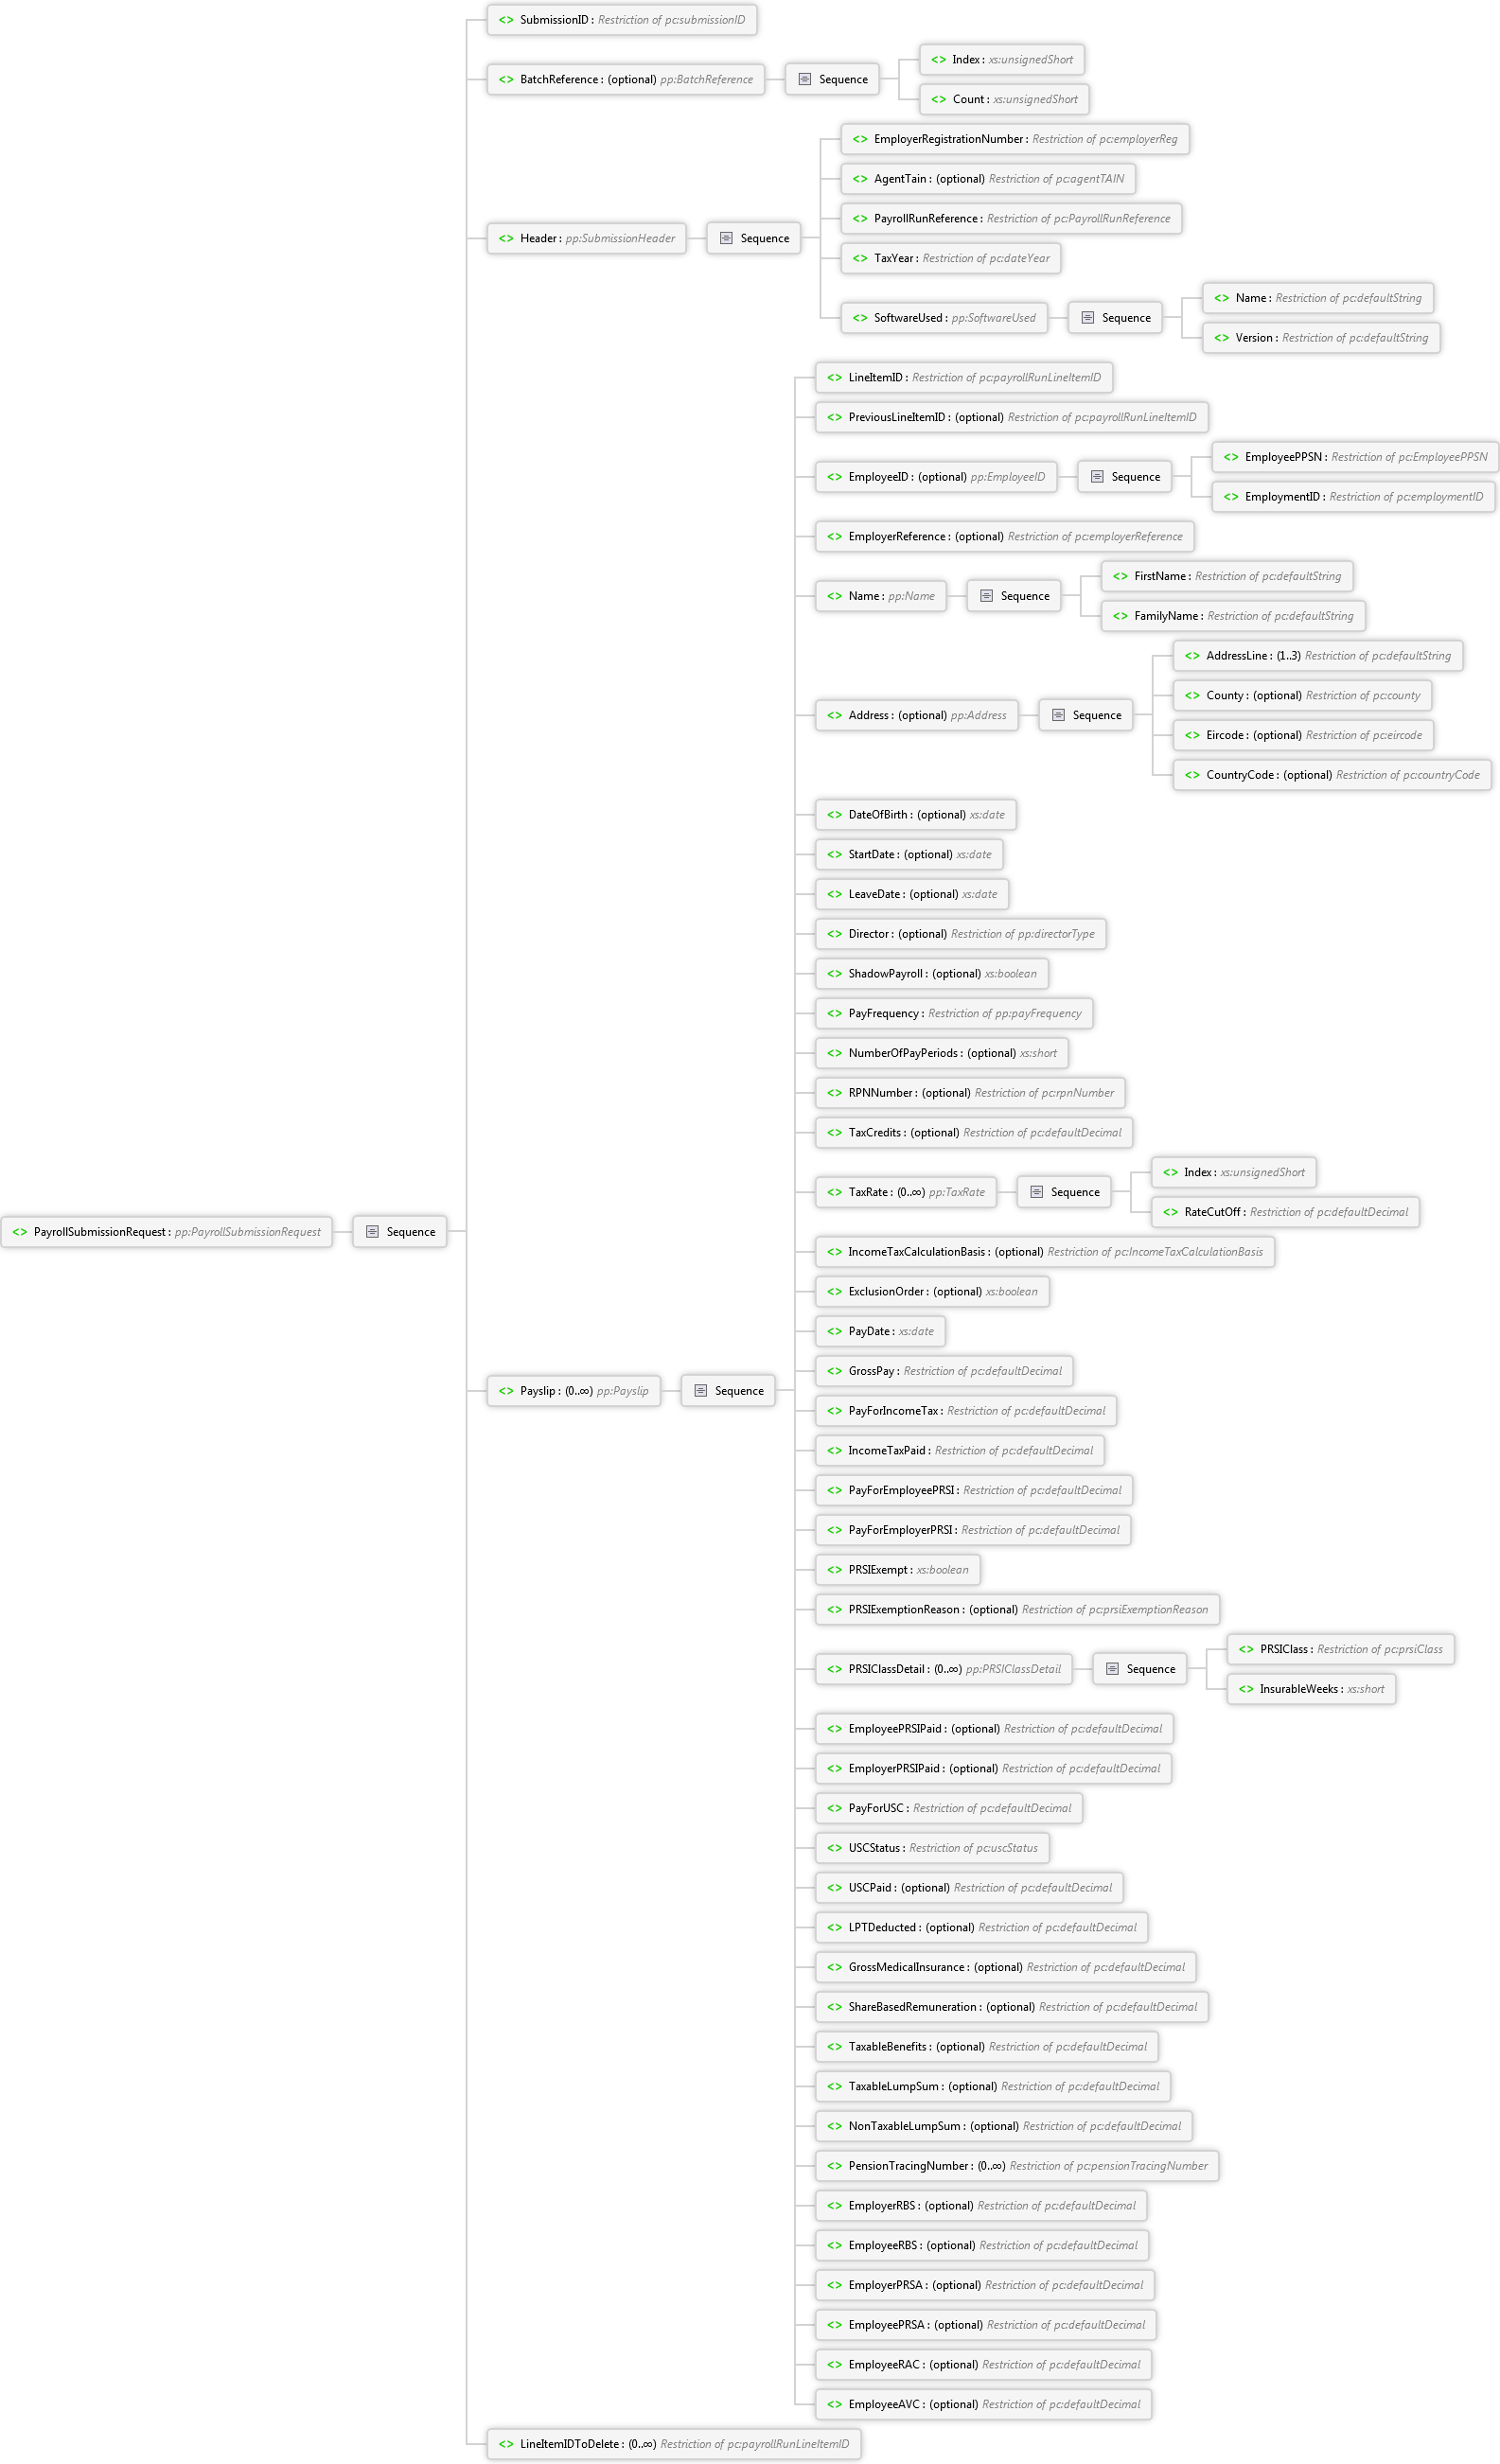 SubmissionID : Restriction of pc:submissionID
BatchReference : (optional) pp:BatchReference
Sequence
Index : xs:unsignedShort
Count : xs:unsignedShort
Header : pp:SubmissionHeader
Sequence
EmployerRegistrationNumber : Restriction of pc:employerReg
AgentTain : (optional) Restriction of pc:agentTAIN
PayrollRunReference : Restriction of pc:PayrollRunReference
TaxYear : Restriction of pc:dateYear
SoftwareUsed : pp:SoftwareUsed
Sequence
Name : Restriction of pc:defaultString
Version : Restriction of pc:defaultString
LineItemID : Restriction of pc:payrollRunLineItemID
PreviousLineItemID : (optional) Restriction of pc:payrollRunLineItemID
EmployeeID : (optional) pp:EmployeeID
Sequence
EmployeePPSN : Restriction of pc:EmployeePPSN
EmploymentID : Restriction of pc:employmentID
EmployerReference : (optional) Restriction of pc:employerReference
Name : pp:Name
Sequence
FirstName : Restriction of pc:defaultString
FamilyName : Restriction of pc:defaultString
Address : (optional) pp:Address
Sequence
AddressLine : (1..3) Restriction of pc:defaultString
County : (optional) Restriction of pc:county
Eircode : (optional) Restriction of pc:eircode
CountryCode : (optional) Restriction of pc:countryCode
DateOfBirth : (optional) xs:date
StartDate : (optional) xs:date
LeaveDate : (optional) xs:date
Director : (optional) Restriction of pp:directorType
ShadowPayroll : (optional) xs:boolean
PayFrequency : Restriction of pp:payFrequency
NumberOfPayPeriods : (optional) xs:short
RPNNumber : (optional) Restriction of pc:rpnNumber
TaxCredits : (optional) Restriction of pc:defaultDecimal
TaxRate : (0..∞) pp:TaxRate
Sequence
Index : xs:unsignedShort
RateCutOff : Restriction of pc:defaultDecimal
PayrollSubmissionRequest : pp:PayrollSubmissionRequest
Sequence
IncomeTaxCalculationBasis : (optional) Restriction of pc:IncomeTaxCalculationBasis
ExclusionOrder : (optional) xs:boolean
PayDate : xs:date
GrossPay : Restriction of pc:defaultDecimal
Payslip : (0..∞) pp:Payslip
Sequence
PayForIncomeTax : Restriction of pc:defaultDecimal
IncomeTaxPaid : Restriction of pc:defaultDecimal
PayForEmployeePRSI : Restriction of pc:defaultDecimal
PayForEmployerPRSI : Restriction of pc:defaultDecimal
PRSIExempt : xs:boolean
PRSIExemptionReason : (optional) Restriction of pc:prsiExemptionReason
PRSIClassDetail : (0..∞) pp:PRSIClassDetail
Sequence
PRSIClass : Restriction of pc:prsiClass
InsurableWeeks : xs:short
EmployeePRSIPaid : (optional) Restriction of pc:defaultDecimal
EmployerPRSIPaid : (optional) Restriction of pc:defaultDecimal
PayForUSC : Restriction of pc:defaultDecimal
USCStatus : Restriction of pc:uscStatus
USCPaid : (optional) Restriction of pc:defaultDecimal
LPTDeducted : (optional) Restriction of pc:defaultDecimal
GrossMedicalInsurance : (optional) Restriction of pc:defaultDecimal
ShareBasedRemuneration : (optional) Restriction of pc:defaultDecimal
TaxableBenefits : (optional) Restriction of pc:defaultDecimal
TaxableLumpSum : (optional) Restriction of pc:defaultDecimal
NonTaxableLumpSum : (optional) Restriction of pc:defaultDecimal
PensionTracingNumber : (0..∞) Restriction of pc:pensionTracingNumber
EmployerRBS : (optional) Restriction of pc:defaultDecimal
EmployeeRBS : (optional) Restriction of pc:defaultDecimal
EmployerPRSA : (optional) Restriction of pc:defaultDecimal
EmployeePRSA : (optional) Restriction of pc:defaultDecimal
EmployeeRAC : (optional) Restriction of pc:defaultDecimal
EmployeeAVC : (optional) Restriction of pc:defaultDecimal
LineItemIDToDelete : (0..∞) Restriction of pc:payrollRunLineItemID